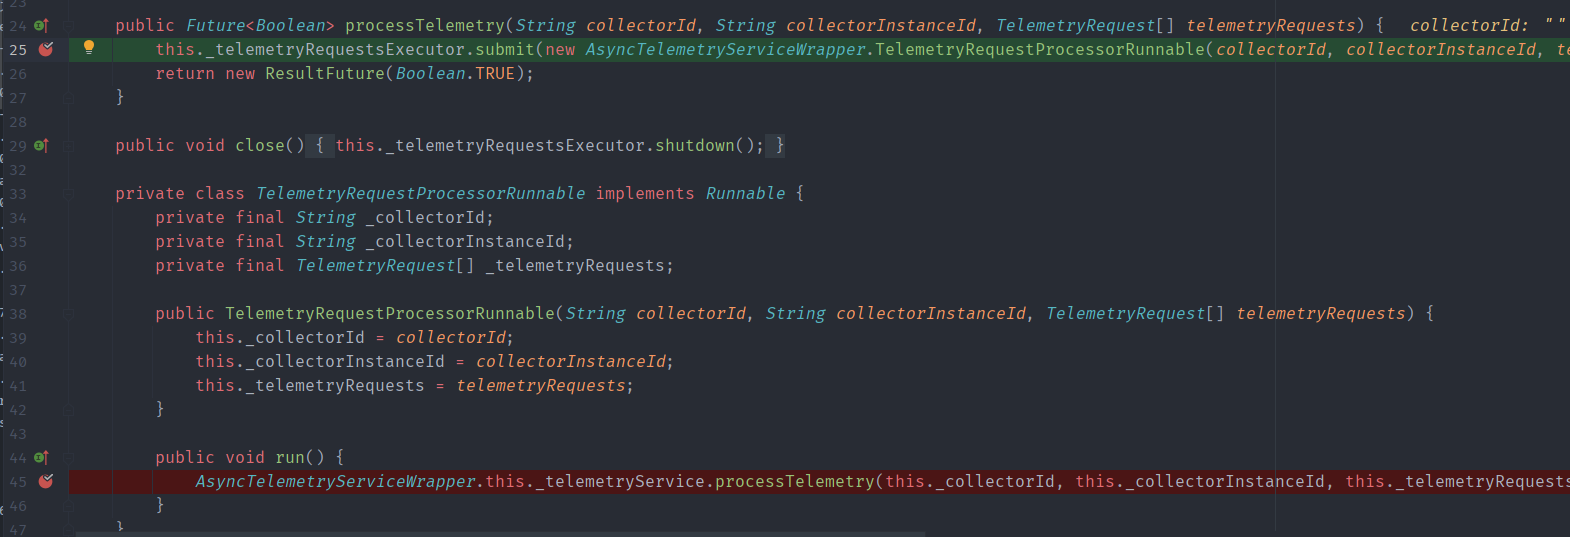 23
24 public Future<Boolean> processTelemetry(String collectorId, String collectorInstanceId, TelemetryRequest[] telemetryRequests) { collectorId: ""
25 this._telemetryRequestsExecutor.submit(new AsyncTelemetryServiceWrapper.TelemetryRequestProcessorRunnable(collectorId, collectorInstanceId, te
26 return new ResultFuture(Boolean.TRUE);
27 }
28
29 public void close() { this._telemetryRequestsExecutor.shutdown(); }
32
33 private class TelemetryRequestProcessorRunnable implements Runnable {
34 private final String _collectorId;
35 private final String _collectorInstanceId;
36 private final TelemetryRequest[] _telemetryRequests;
37
38 public TelemetryRequestProcessorRunnable(String collectorId, String collectorInstanceId, TelemetryRequest[] telemetryRequests) {
39 this._collectorId = collectorId;
40 this._collectorInstanceId = collectorInstanceId;
41 this._telemetryRequests = telemetryRequests;
42 }
43
44 public void run() {
45 AsyncTelemetryServiceWrapper.this._telemetryService.processTelemetry(this._collectorId, this._collectorInstanceId, this._telemetryRequests
46 }
47 }